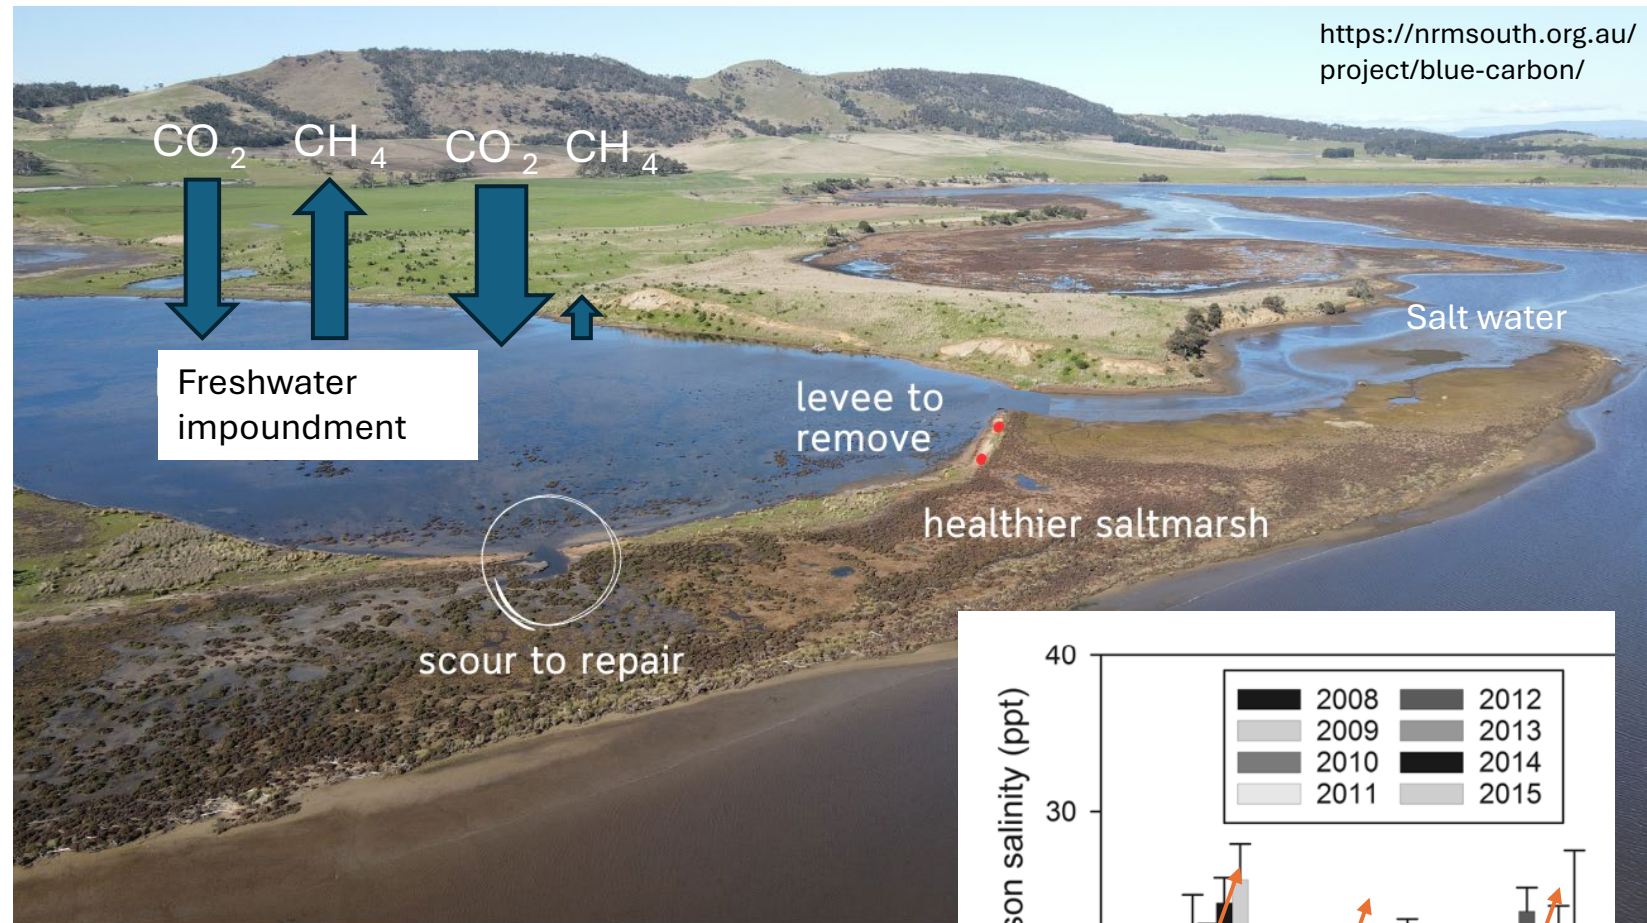 https://nrmsouth.org.au/
project/blue-carbon/
CO2 CH4 CO2 CH4
Salt water
Freshwater
impoundment
levee to
remove
healthier saltmarsh
scour to repair
40
30
son salinity (ppt)
2008 2012
2009 2013
2010 2014
2011 2015